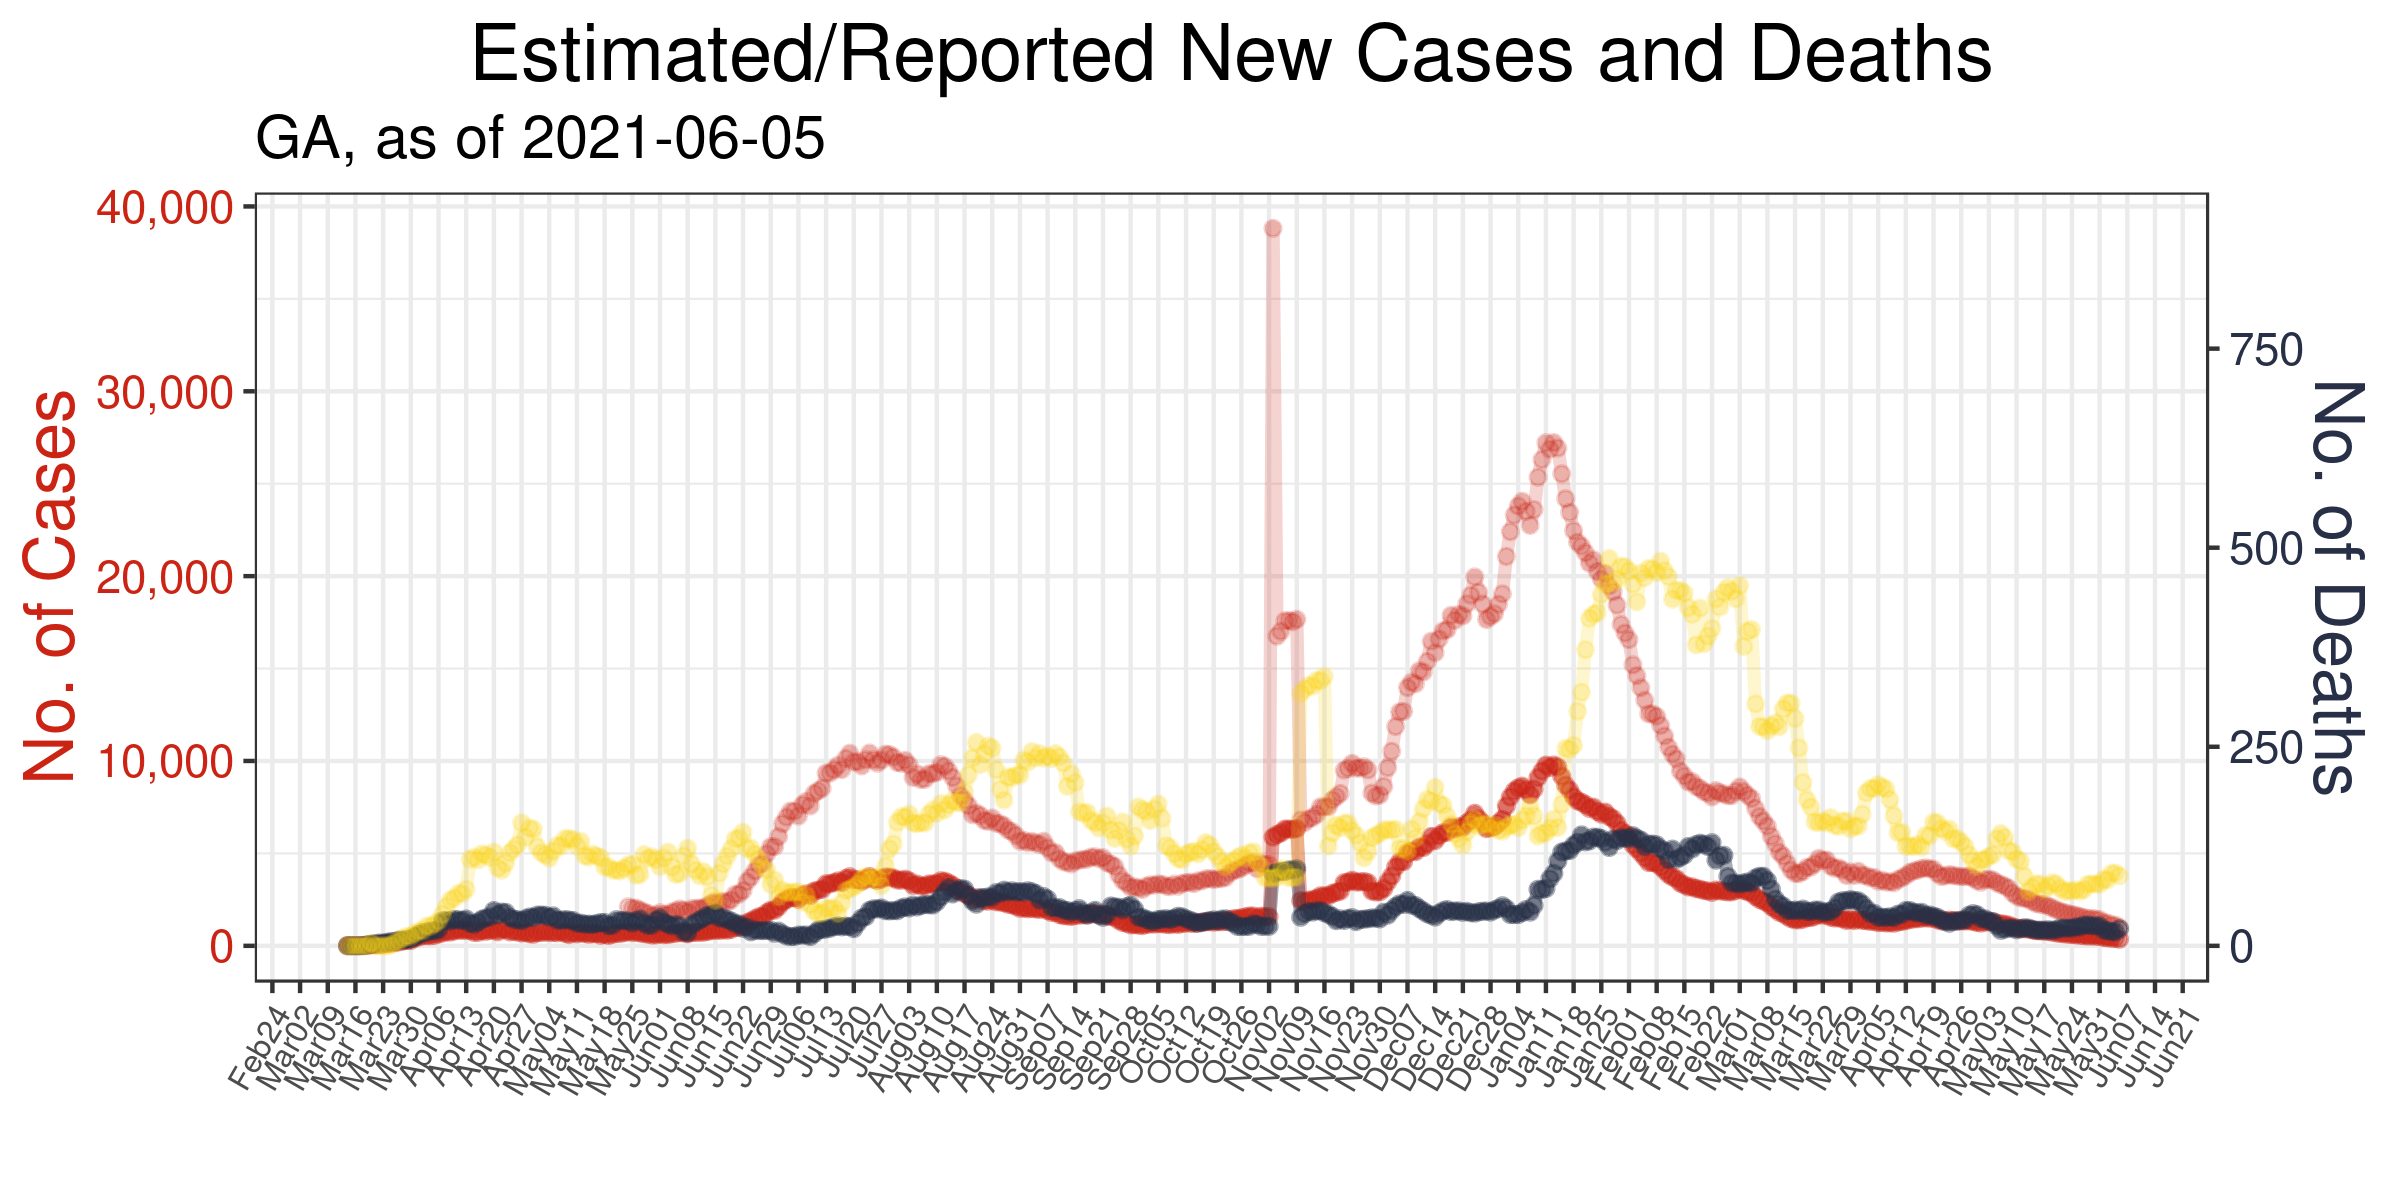 Estimated/Reported New Cases and Deaths
GA, as of 2021-06-05
No. of Cases
40,000
30,000
20,000
10,000
0
No. of Deaths
750
500
250
0
Feb24
Mar02
Mar09
Mar16
Mar23
Mar30
Apr06
Apr13
Apr20
Apr27
May04
May11
May18
May25
Jun01
Jun08
Jun15
Jun22
Jun29
Jul06
Jul13
Jul20
Jul27
Aug03
Aug10
Aug17
Aug24
Aug31
Sep07
Sep14
Sep21
Sep28
Oct05
Oct12
Oct19
Oct26
Nov02
Nov09
Nov16
Nov23
Nov30
Dec07
Dec14
Dec21
Dec28
Jan04
Jan11
Jan18
Jan25
Feb01
Feb08
Feb15
Feb22
Mar01
Mar08
Mar15
Mar22
Mar29
Apr05
Apr12
Apr19
Apr26
May03
May10
May17
May24
May31
Jun07
Jun14
Jun21